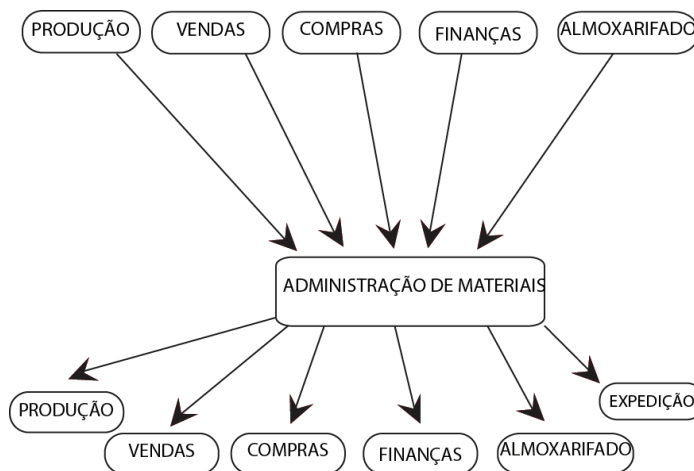 PRODUÇÃO
VENDAS
COMPRAS
FINANÇAS
ALMOXARIFADO
ADMINISTRAÇÃO DE MATERIAIS
PRODUÇÃO
VENDAS
COMPRAS
FINANÇAS
ALMOXARIFADO
EXPEDIÇÃO